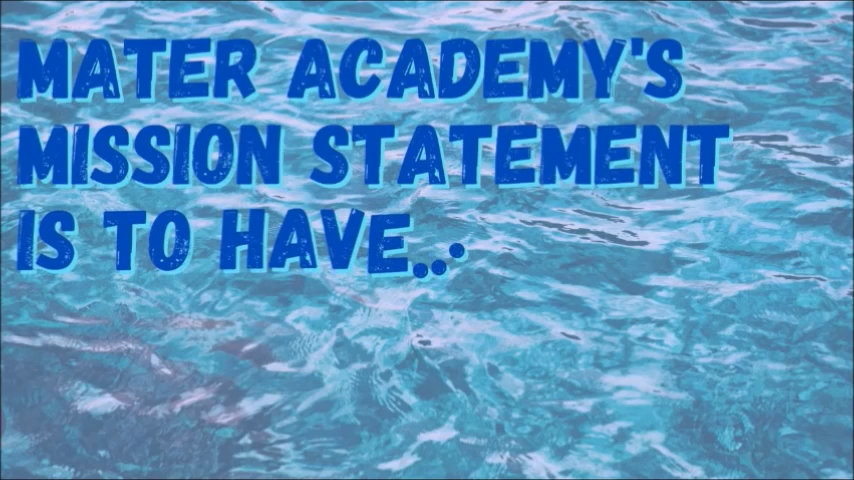 MATER ACADEMY'S
MISSION STATEMENT
IS TO HAVE...